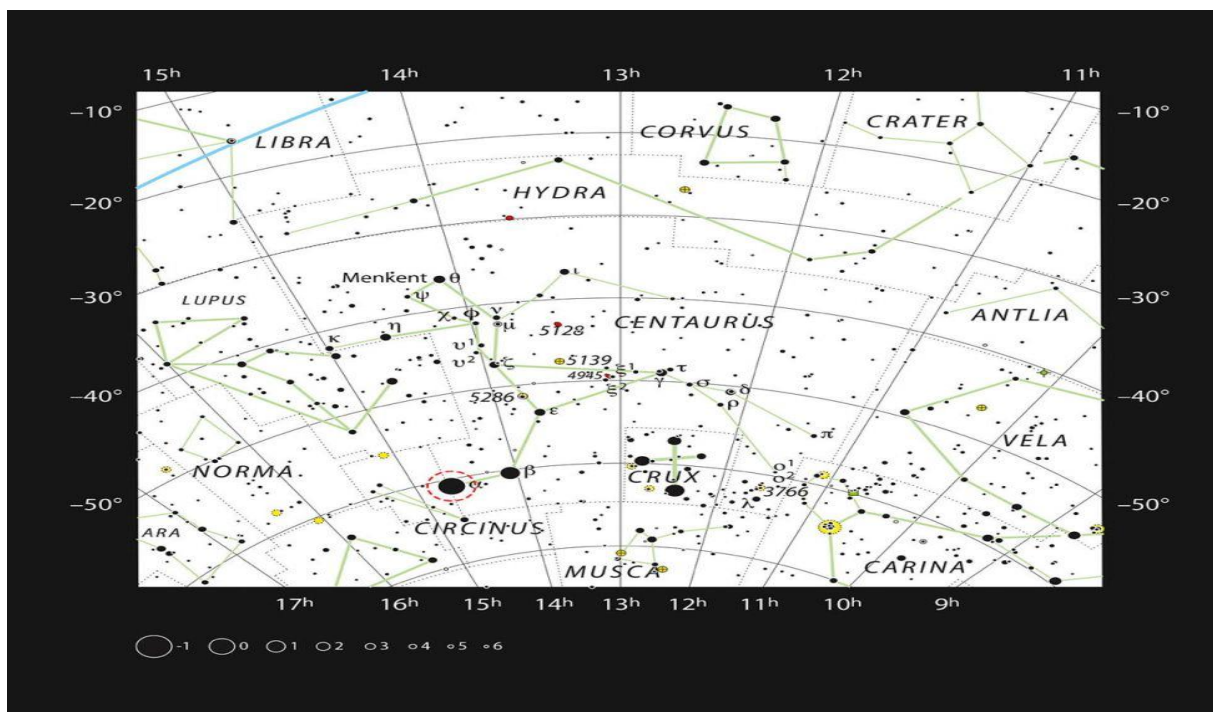 15h 14h 13h 12h 11h
-10° CORVUS CRATER -10°
LIBRA
-20° HYDRA -20°
Menkent θ ι
-30° LUPUS ψ -30°
χ φ ν μ CENTAURUS ANTLIA
η 5128
κ υ¹
υ² ζ 5139 ξ¹ τ
4945 γ σ δ
-40° 5286 ξ² ρ -40°
ε π VELA
NORMA β CRUX ο¹
α ο²
-50° 3766 -50°
λ
ARA CIRCINUS
MUSCA CARINA
17h 16h 15h 14h 13h 12h 11h 10h 9h
-1 0 1 2 3 4 5 6